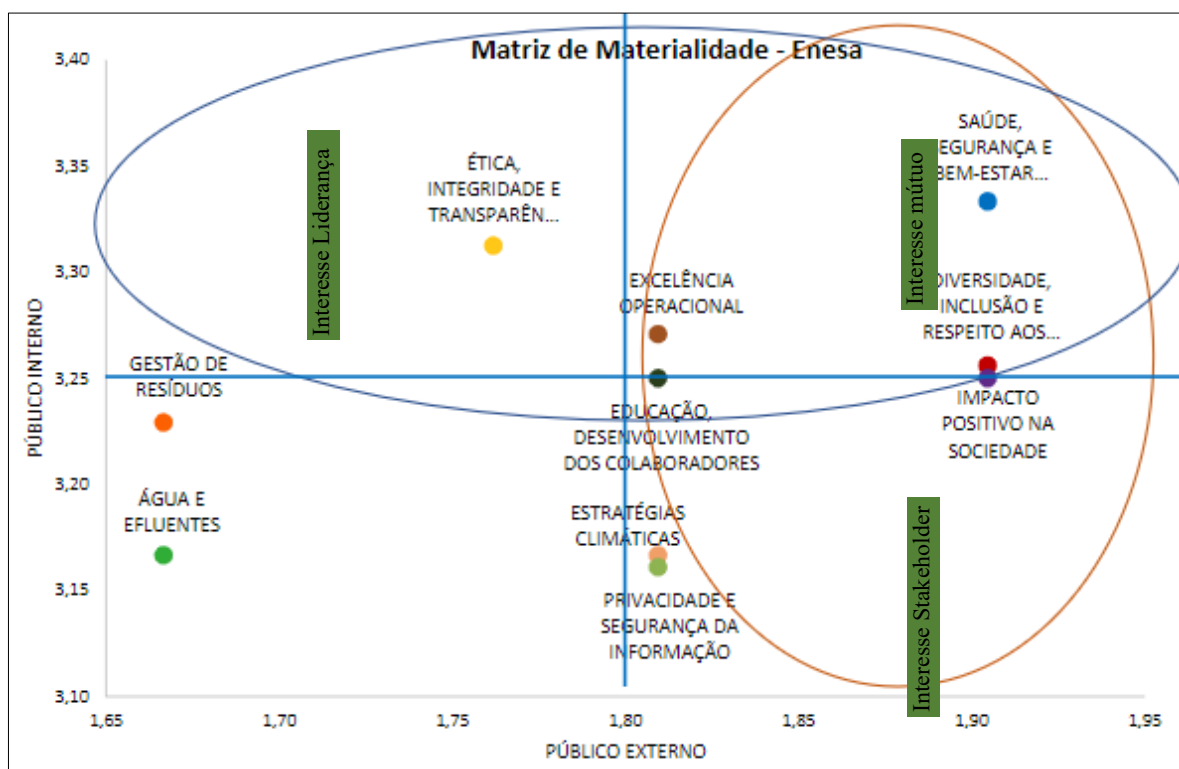 Matriz de Materialidade - Enesa
3,40
3,35
3,30
3,25
3,20
3,15
3,10
PÚBLICO INTERNO
Interesse Liderança
ÉTICA,
INTEGRIDADE E
TRANSPARÊN...
SAÚDE,
SEGURANÇA E
BEM-ESTAR...
Interesse mútuo
EXCELÊNCIA
OPERACIONAL
DIVERSIDADE,
INCLUSÃO E
RESPEITO AOS...
GESTÃO DE
RESÍDUOS
EDUCAÇÃO,
DESENVOLVIMENTO
DOS COLABORADORES
IMPACTO
POSITIVO NA
SOCIEDADE
ÁGUA E
EFLUENTES
ESTRATÉGIAS
CLIMÁTICAS
Interesse Stakeholder
PRIVACIDADE E
SEGURANÇA DA
INFORMAÇÃO
1,65
1,70
1,75
1,80
1,85
1,90
1,95
PÚBLICO EXTERNO